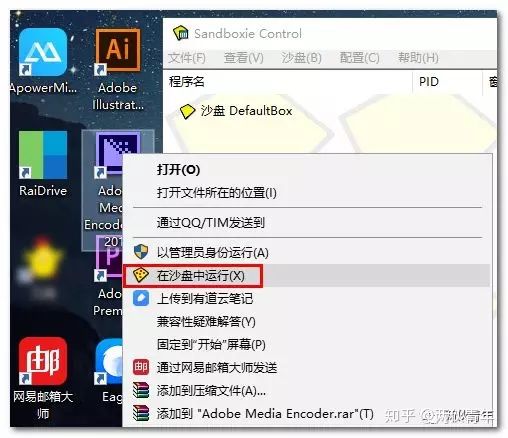 Sandboxie Control
文件(F) 查看(V) 沙盘(B) 配置(C) 帮助(H)
程序名 PID
沙盘 DefaultBox
ApowerMi...
Adobe
Illustrat...
RaiDrive
Ado
Med
Encod
201
Ado
Premi
网易邮箱大
师
Eag
打开(O)
打开文件所在的位置(I)
通过QQ/TIM发送到
以管理员身份运行(A)
在沙盘中运行(X)
上传到有道云笔记
兼容性疑难解答(Y)
固定到"开始"屏幕(P)
通过网易邮箱大师发送
添加到压缩文件(A)...
添加到 "Adobe Media Encoder.rar"(T)
知乎